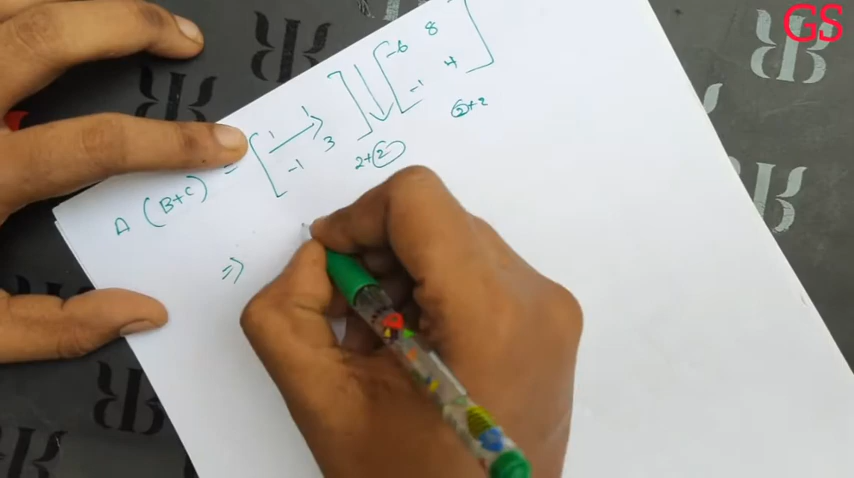 GS
A (B+C) = [ 1 1 -1 3 ] [ -6 8 -1 4 ]
2+2 2+2
=>